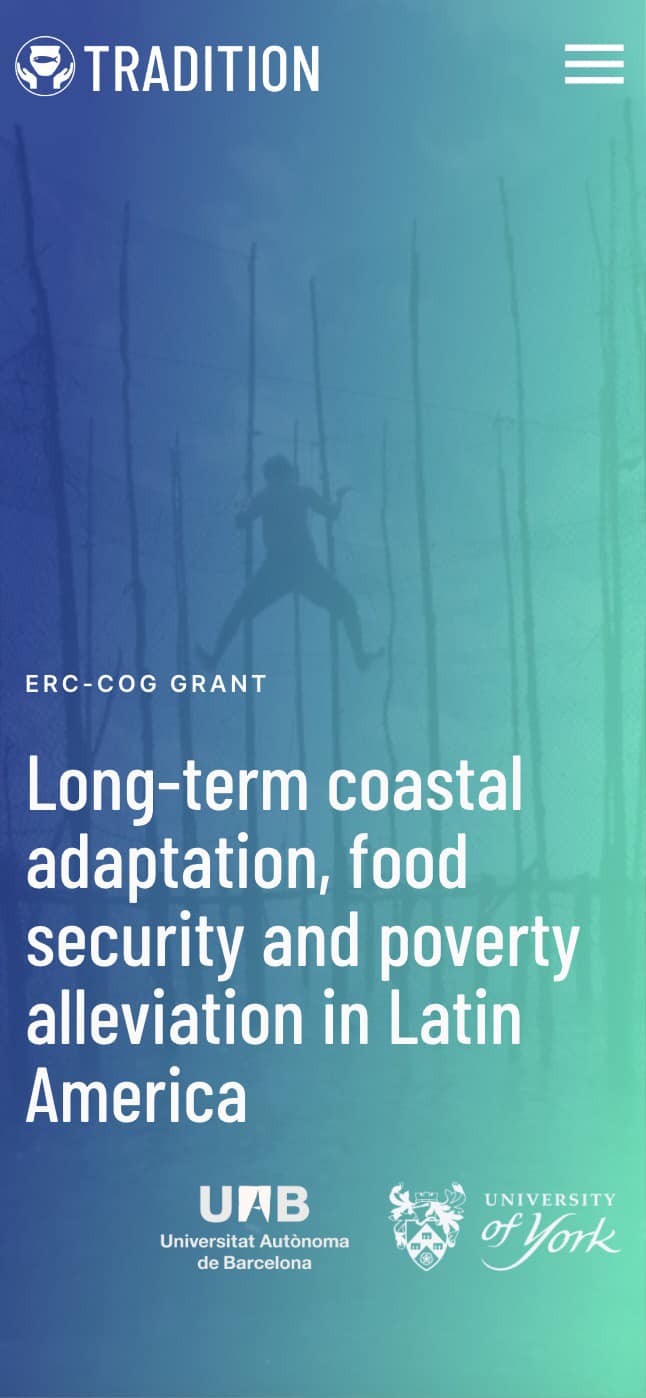 TRADITION
ERC-COG GRANT
Long-term coastal
adaptation, food
security and poverty
alleviation in Latin
America
UAB
Universitat Autònoma
de Barcelona
UNIVERSITY
of York